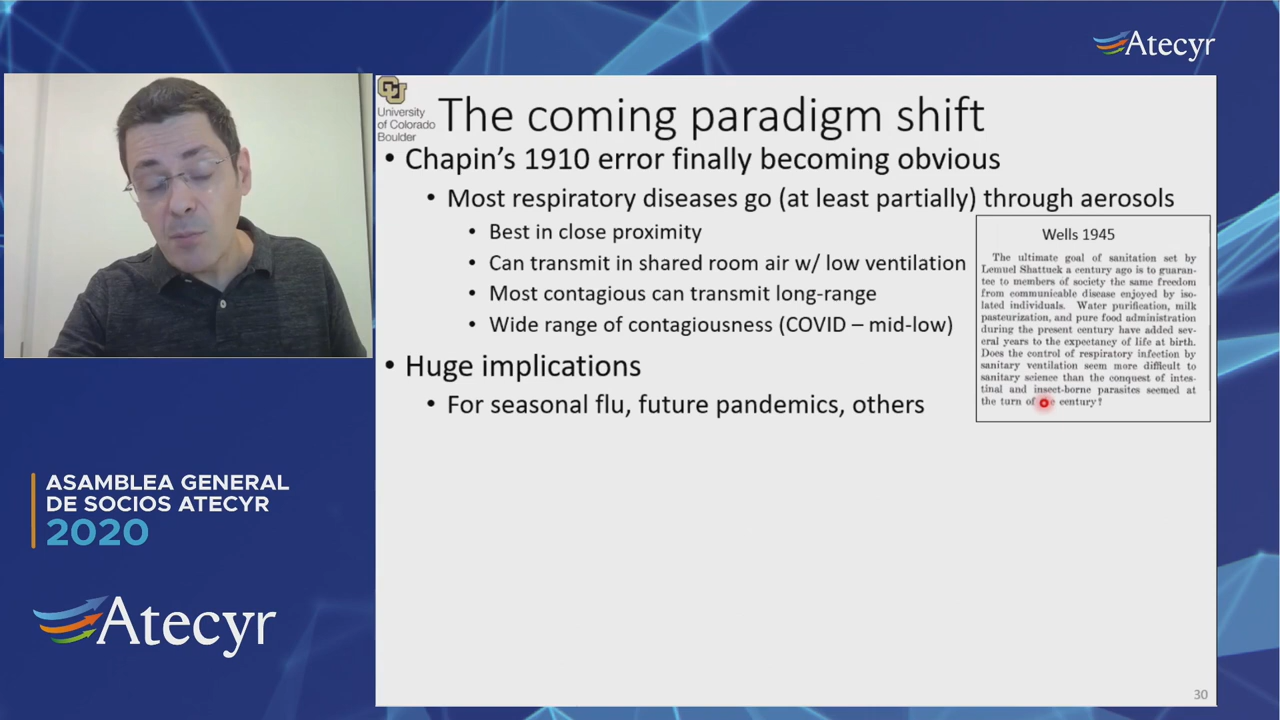 Atecyr
University
of Colorado
Boulder
The coming paradigm shift
• Chapin's 1910 error finally becoming obvious
• Most respiratory diseases go (at least partially) through aerosols
• Best in close proximity
• Can transmit in shared room air w/ low ventilation
• Most contagious can transmit long-range
• Wide range of contagiousness (COVID – mid-low)
• Huge implications
• For seasonal flu, future pandemics, others
Wells 1945
The ultimate goal of sanitation set by
Lemuel Shattuck a century ago is to guaran-
tee to members of society the same freedom
from communicable disease enjoyed by iso-
lated individuals. Water purification, milk
pasteurization, and pure food administration
during the present century have added sev-
eral years to the expectancy of life at birth.
Does the control of respiratory infection by
sanitary ventilation seem more difficult to
sanitary science than the conquest of intes-
tinal and insect-borne parasites seemed at
the turn of century?
ASAMBLEA GENERAL
DE SOCIOS ATECYR
2020
Atecyr
30